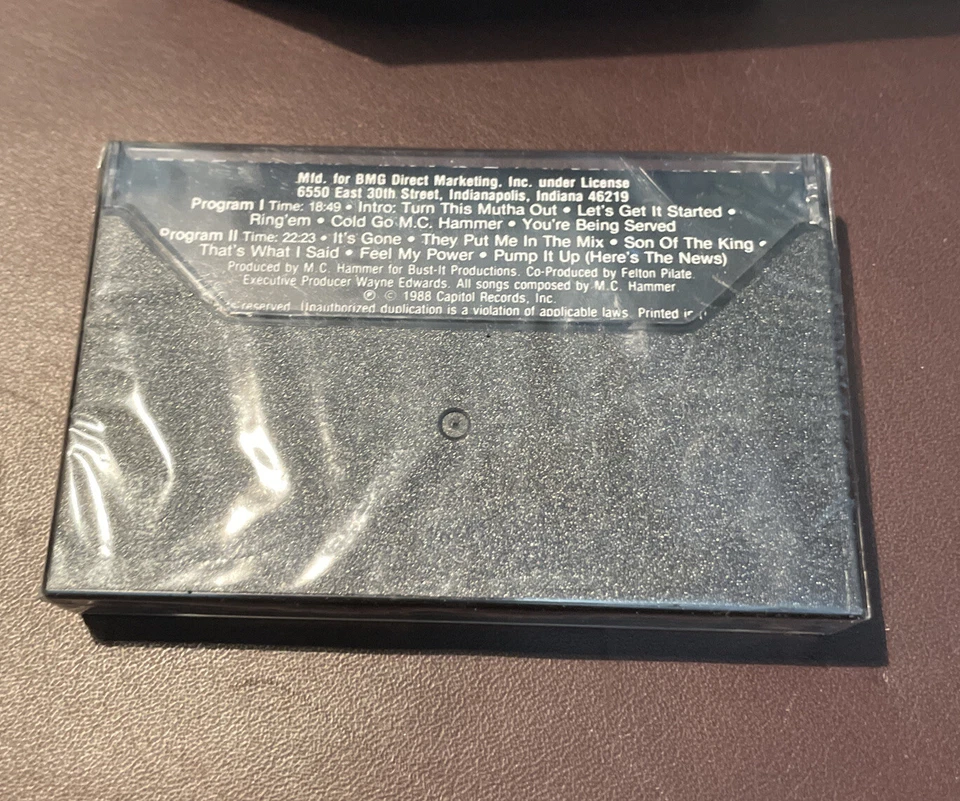 Mfd. for BMG Direct Marketing, Inc. under License
6550 East 30th Street, Indianapolis, Indiana 46219
Program I Time: 18:49 • Intro: Turn This Mutha Out • Let's Get It Started •
Ring'em • Cold Go M.C. Hammer • You're Being Served
Program II Time: 22:23 • It's Gone • They Put Me In The Mix • Son Of The King •
That's What I Said • Feel My Power • Pump It Up (Here's The News)
Produced by M.C. Hammer for Bust-It Productions. Co-Produced by Felton Pilate.
Executive Producer Wayne Edwards. All songs composed by M.C. Hammer
℗ © 1988 Capitol Records, Inc.
reserved. Unauthorized duplication is a violation of applicable laws. Printed in